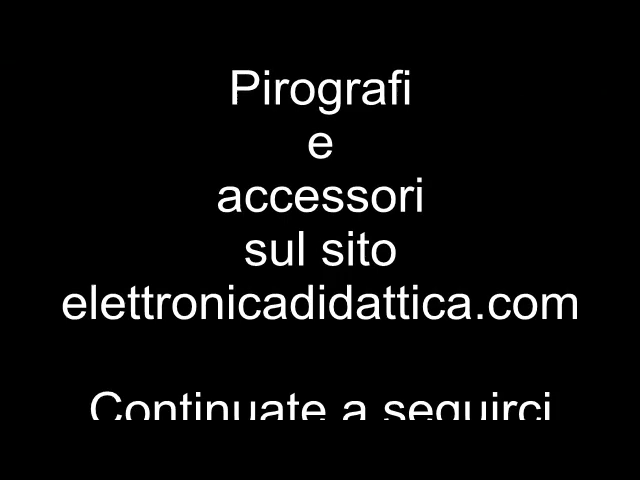 Pirografi
e
accessori
sul sito
elettronicadidattica.com
Continuate a seguirci